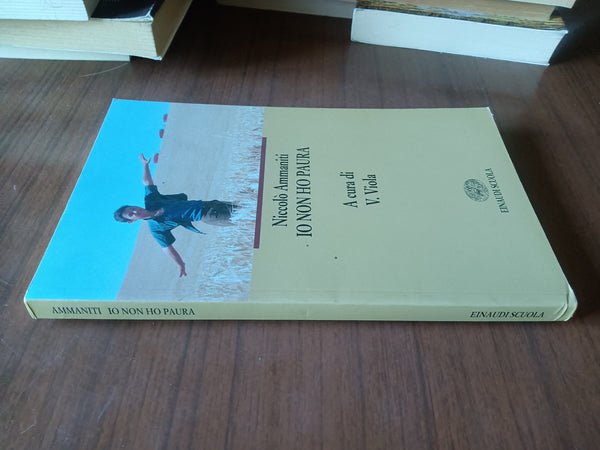 Niccolò Ammaniti
IO NON HO PAURA
A cura di
V. Viola
EINAUDI SCUOLA
AMMANITI IO NON HO PAURA
EINAUDI SCUOLA